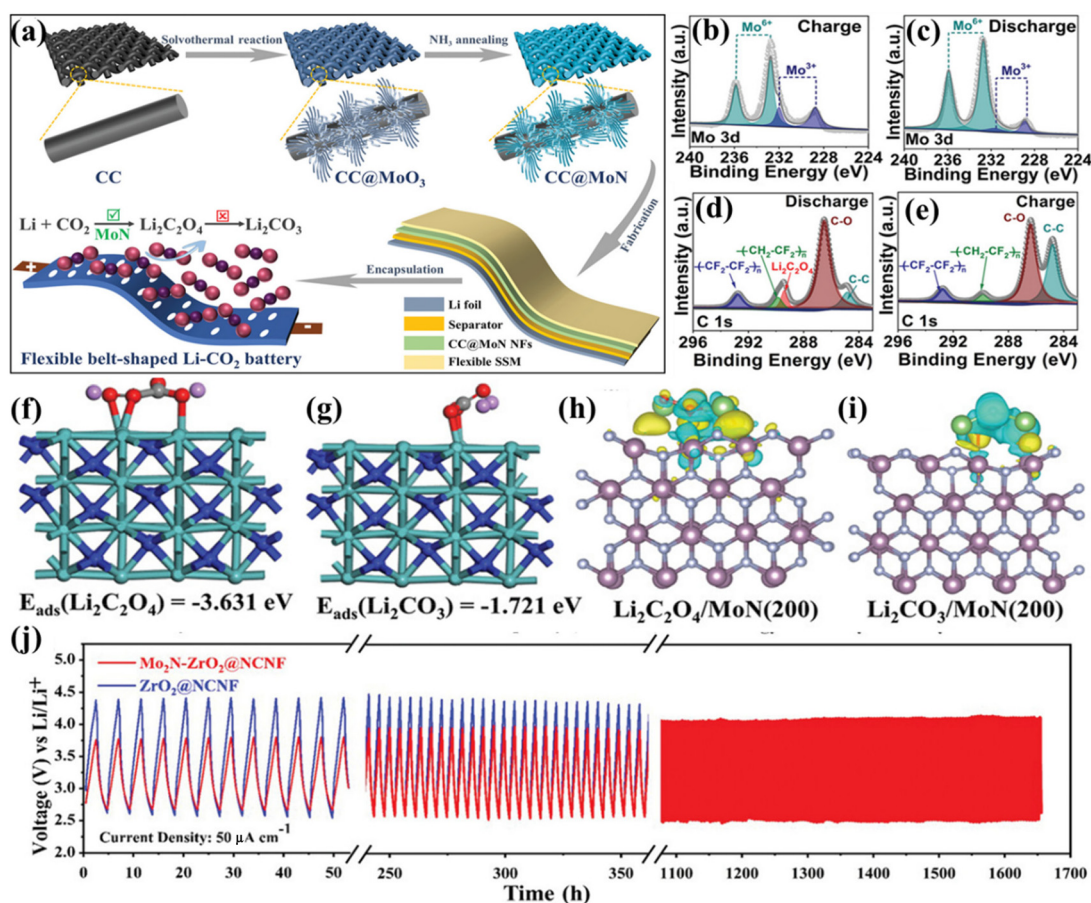 (a)
Solvothermal reaction
NH₃ annealing
CC
CC@MoO₃
CC@MoN
Li + CO₂ → Li₂C₂O₄ → Li₂CO₃
MoN
Fabrication
Encapsulation
Flexible belt-shaped Li-CO₂ battery
Li foil
Separator
CC@MoN NFs
Flexible SSM
(b)
Charge
Mo⁶⁺
Mo³⁺
Mo 3d
Intensity (a.u.)
240 236 232 228 224
Binding Energy (eV)
(c)
Discharge
Mo⁶⁺
Mo³⁺
Mo 3d
Intensity (a.u.)
240 236 232 228 224
Binding Energy (eV)
(d)
Discharge
C-O
-(CH₂-CF₂)-n
-(CF₂-CF₂)-n
Li₂C₂O₄
C-C
C 1s
Intensity (a.u.)
296 292 288 284
Binding Energy (eV)
(e)
Charge
C-O
C-C
-(CH₂-CF₂)-n
-(CF₂-CF₂)-n
C 1s
Intensity (a.u.)
296 292 288 284
Binding Energy (eV)
(f)
E_ads(Li₂C₂O₄) = -3.631 eV
(g)
E_ads(Li₂CO₃) = -1.721 eV
(h)
Li₂C₂O₄/MoN(200)
(i)
Li₂CO₃/MoN(200)
(j)
Mo₂N-ZrO₂@NCNF
ZrO₂@NCNF
Current Density: 50 μA cm⁻¹
Voltage (V) vs Li/Li⁺
5.0
4.5
4.0
3.5
3.0
2.5
2.0
0 10 20 30 40 50 250 300 350 1100 1200 1300 1400 1500 1600 1700
Time (h)